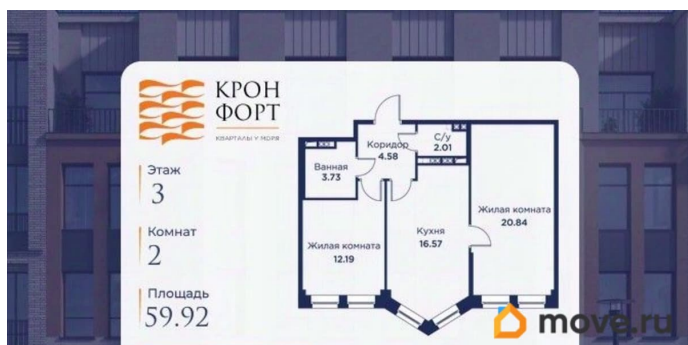 КРОН
ФОРТ
КВАРТАЛЫ У МОРЯ
Этаж
3
Комнат
2
Площадь
59.92
Коридор
4.58
С/у
2.01
Ванная
3.73
Жилая комната
20.84
Кухня
16.57
Жилая комната
12.19
move.ru